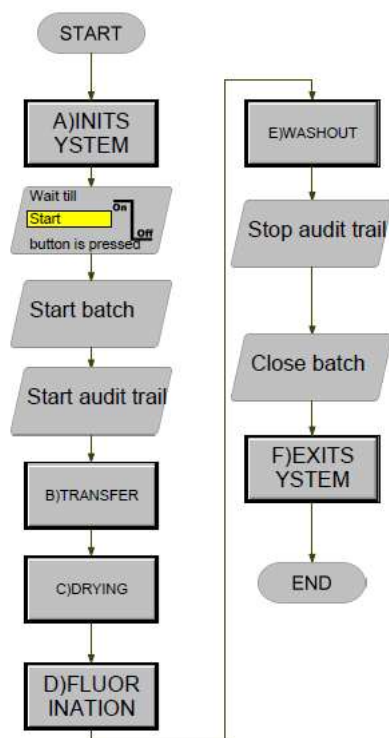 START
A)INITS
YSTEM
Wait till
Start
button is pressed
On
Off
Start batch
Start audit trail
B)TRANSFER
C)DRYING
D)FLUOR
INATION
E)WASHOUT
Stop audit trail
Close batch
F)EXITS
YSTEM
END